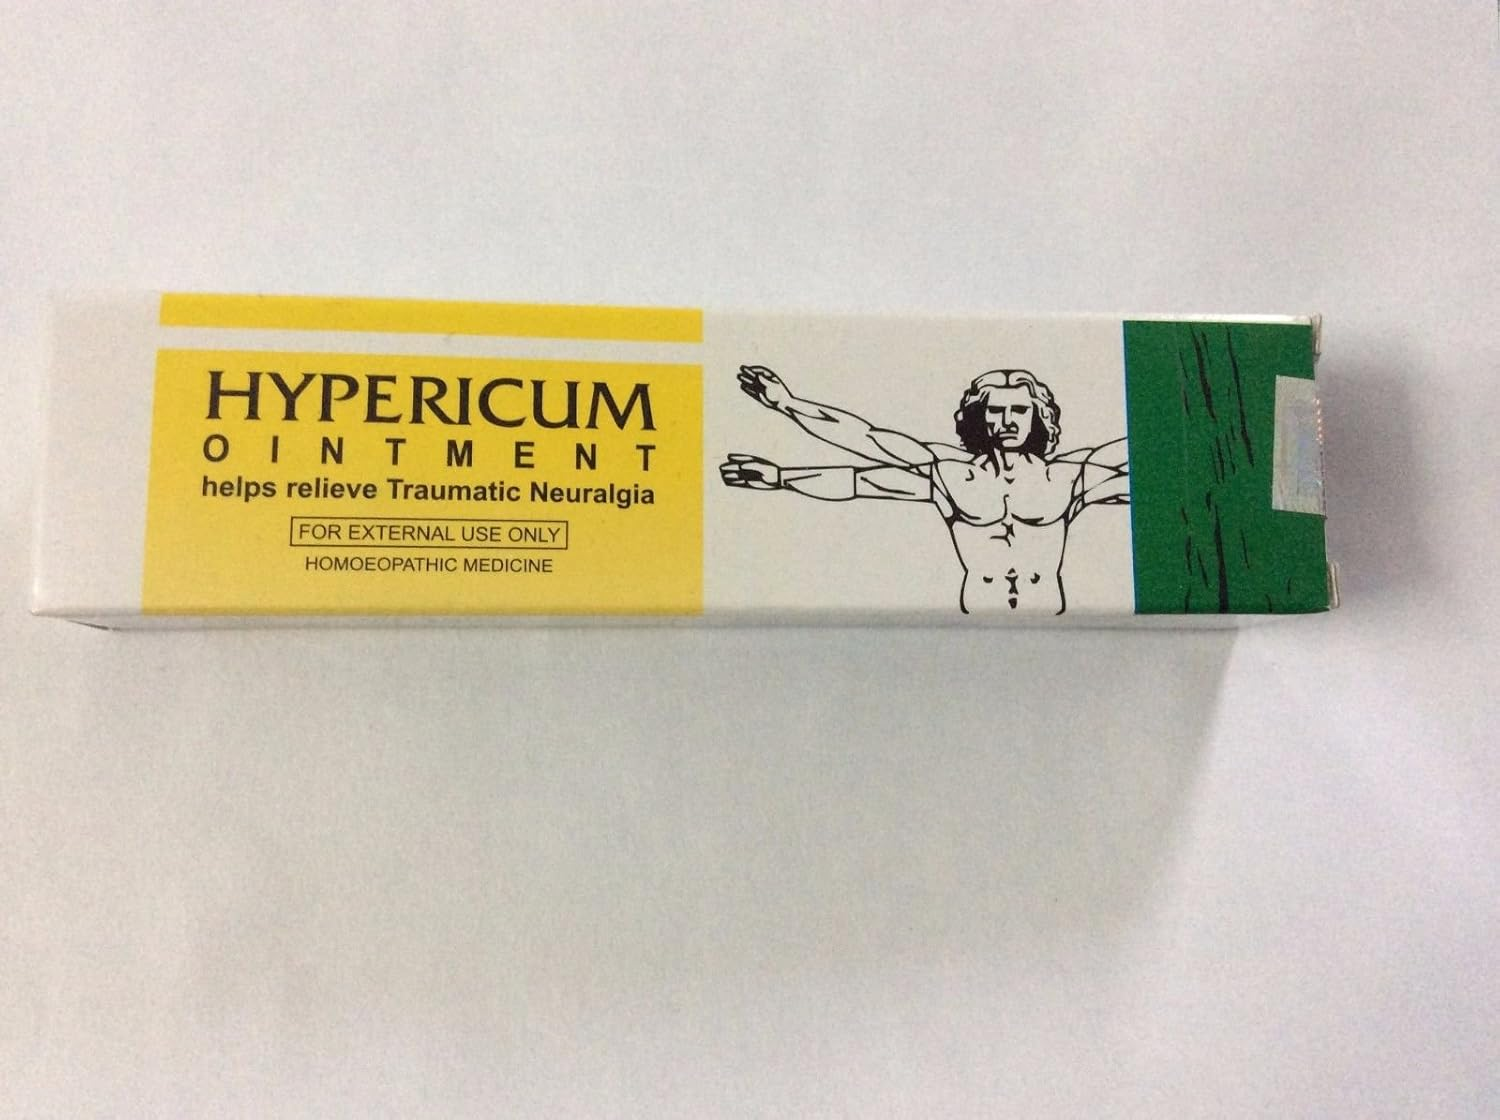 HYPERICUM
OINTMENT
helps relieve Traumatic Neuralgia
FOR EXTERNAL USE ONLY
HOMOEOPATHIC MEDICINE